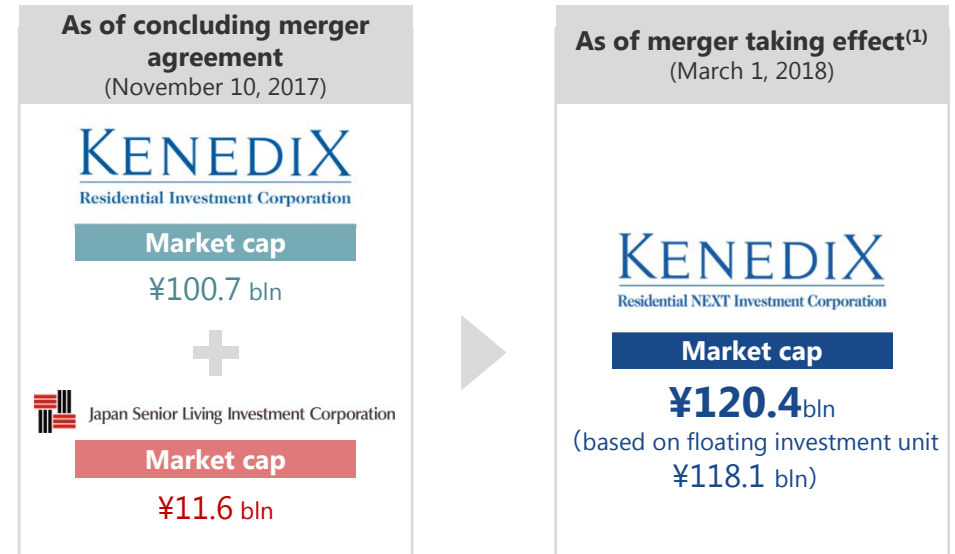 As of concluding merger
agreement
(November 10, 2017)
KENEDIX
Residential Investment Corporation
Market cap
¥100.7 bln
Japan Senior Living Investment Corporation
Market cap
¥11.6 bln
As of merger taking effect(1)
(March 1, 2018)
KENEDIX
Residential NEXT Investment Corporation
Market cap
¥120.4bln
(based on floating investment unit
¥118.1 bln)